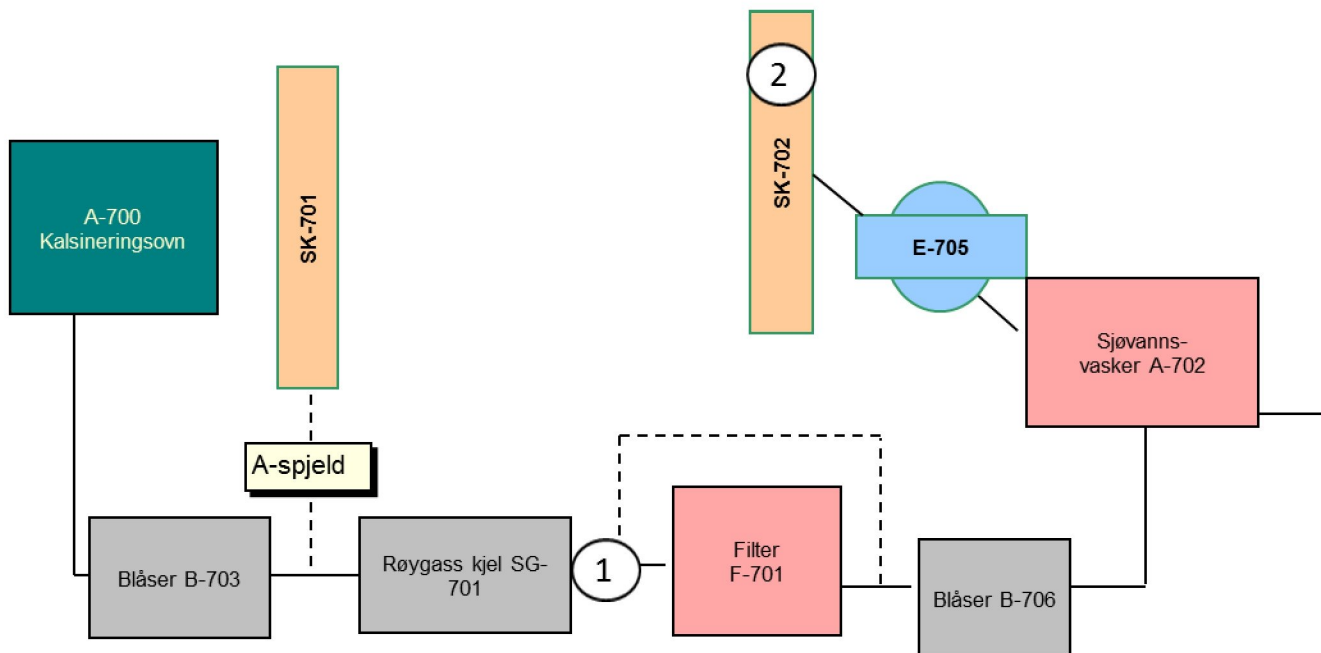 2
SK-702
SK-701
A-700
Kalsineringsovn
E-705
Sjøvanns-
vasker A-702
A-spjeld
Blåser B-703
Røygass kjel SG-
701
1
Filter
F-701
Blåser B-706